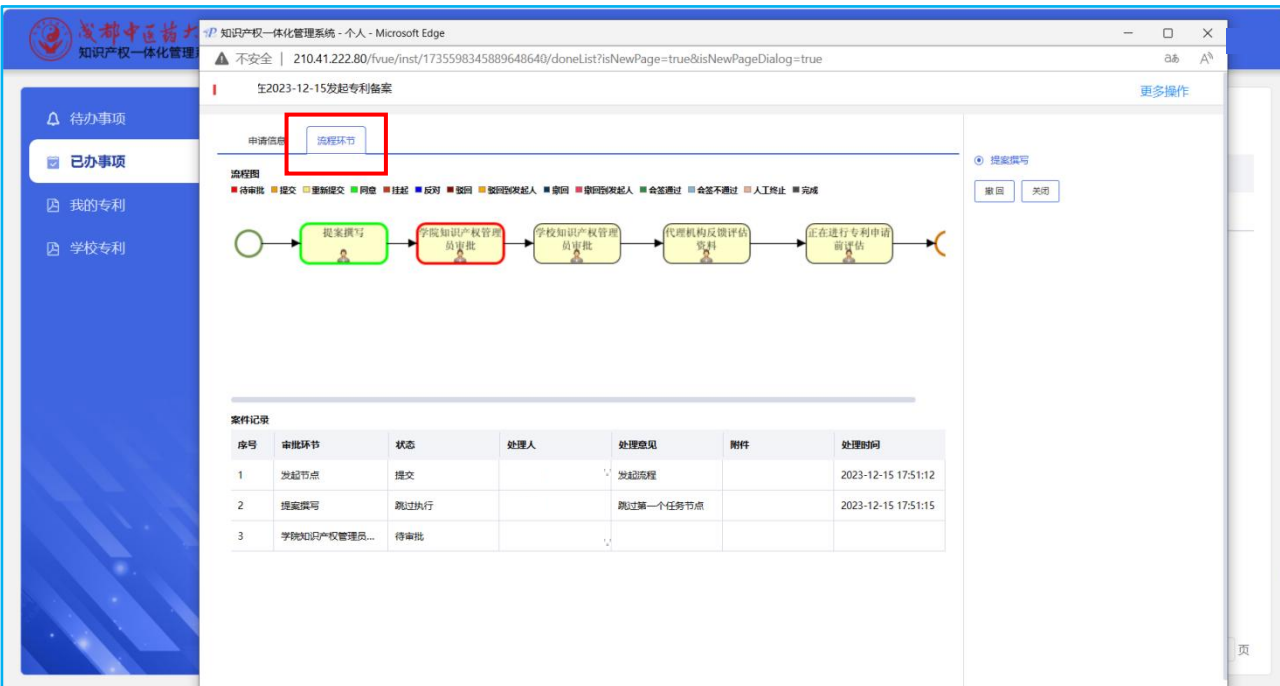 成都中医药大
知识产权一体化管理系
知识产权一体化管理系统 - 个人 - Microsoft Edge
不安全 | 210.41.222.80/fvue/inst/1735598345889648640/doneList?isNewPage=true&isNewPageDialog=true
在2023-12-15发起专利备案
更多操作
待办事项
已办事项
我的专利
学校专利
申请信息
流程环节
流程图
待审批 提交 重新提交 同意 挂起 反对 驳回 驳回到发起人 撤回 撤回到发起人 会签通过 会签不通过 人工终止 完成
提案撰写
学院知识产权管理
员审批
学校知识产权管理
员审批
代理机构反馈评估
资料
正在进行专利申请
前评估
提案撰写
撤回 关闭
案件记录
序号 审批环节 状态 处理人 处理意见 附件 处理时间
1 发起节点 提交 发起流程 2023-12-15 17:51:12
2 提案撰写 跳过执行 跳过第一个任务节点 2023-12-15 17:51:15
3 学院知识产权管理员... 待审批
页